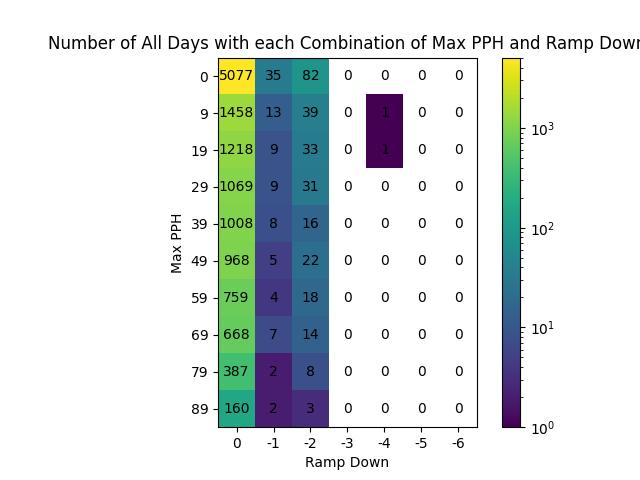 Number of All Days with each Combination of Max PPH and Ramp Down
0 5077 35 82 0 0 0 0
9 1458 13 39 0 1 0 0
19 1218 9 33 0 1 0 0
29 1069 9 31 0 0 0 0
39 1008 8 16 0 0 0 0
49 968 5 22 0 0 0 0
59 759 4 18 0 0 0 0
69 668 7 14 0 0 0 0
79 387 2 8 0 0 0 0
89 160 2 3 0 0 0 0
0 -1 -2 -3 -4 -5 -6
Ramp Down
Max PPH
10³
10²
10¹
10⁰